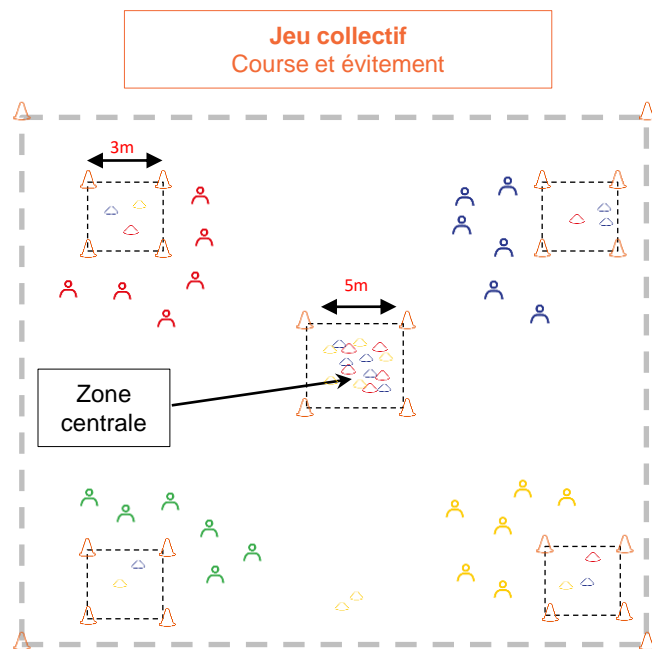 Jeu collectif
Course et évitement
3m
5m
Zone
centrale